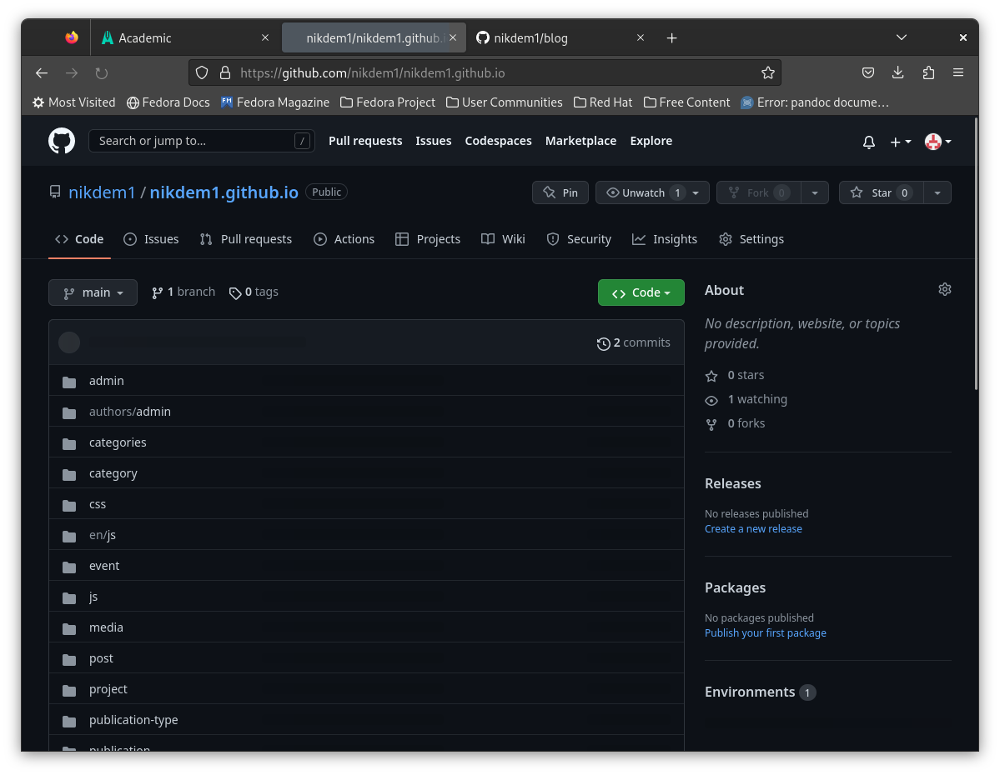 Academic
nikdem1/nikdem1.github.i
nikdem1/blog
https://github.com/nikdem1/nikdem1.github.io
Most Visited Fedora Docs FM Fedora Magazine Fedora Project User Communities Red Hat Free Content Error: pandoc docume…
Search or jump to… / Pull requests Issues Codespaces Marketplace Explore
nikdem1 / nikdem1.github.io Public Pin Unwatch 1 Fork 0 Star 0
Code Issues Pull requests Actions Projects Wiki Security Insights Settings
main 1 branch 0 tags Code
2 commits
admin
authors/admin
categories
category
css
en/js
event
js
media
post
project
publication-type
publication
About
No description, website, or topics
provided.
0 stars
1 watching
0 forks
Releases
No releases published
Create a new release
Packages
No packages published
Publish your first package
Environments 1